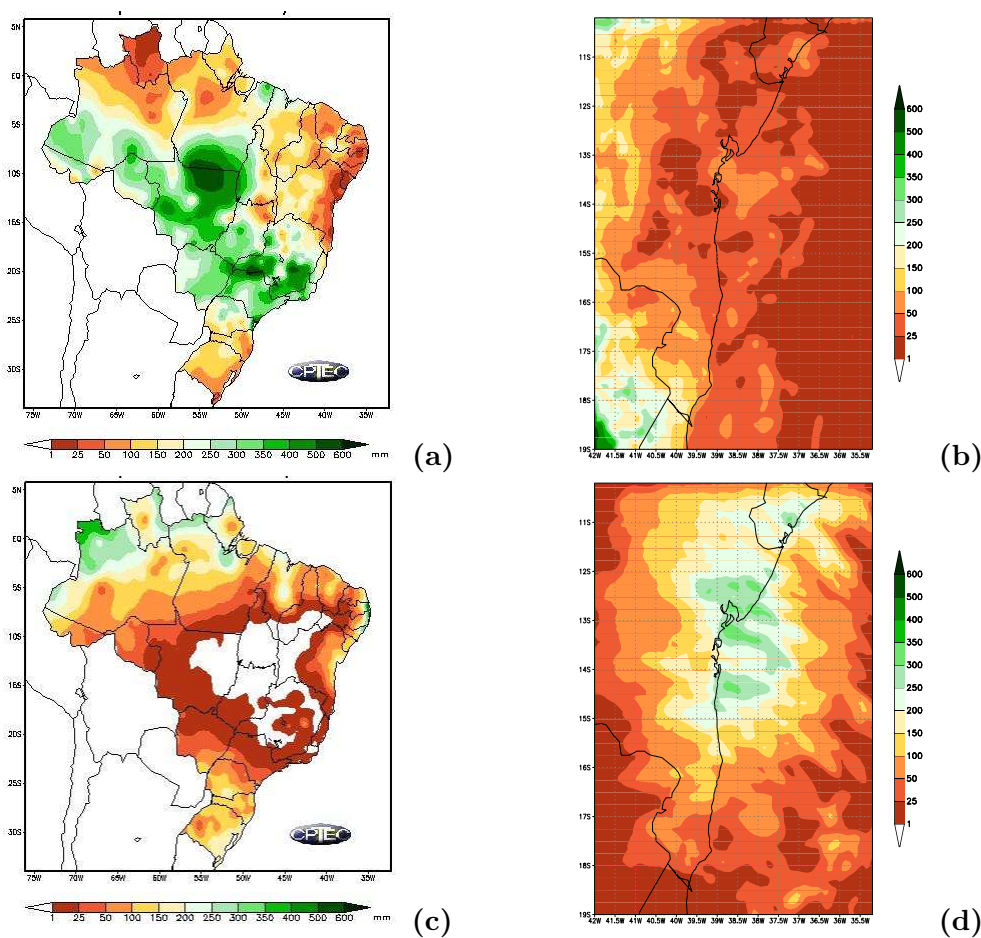 5N
EQ
5S
10S
15S
20S
25S
30S
75W 70W 65W 60W 55W 50W 45W 40W 35W
CPTEC
1 25 50 100 150 200 300 350 400 500 600 mm
(a)
11S
12S
13S
14S
15S
16S
17S
18S
19S
42W 41.5W 41W 40.5W 40W 39.5W 39W 38.5W 38W 37.5W 37W 36.5W 36W 35.5W
600
500
400
350
300
250
200
150
100
50
25
1
(b)
5N
EQ
5S
10S
15S
20S
25S
30S
75W 70W 65W 60W 55W 50W 45W 40W 35W
CPTEC
1 25 50 100 150 200 300 350 400 500 600 mm
(c)
11S
12S
13S
14S
15S
16S
17S
18S
19S
42W 41.5W 41W 40.5W 40W 39.5W 39W 38.5W 38W 37.5W 37W 36.5W 36W 35.5W
600
500
400
350
300
250
200
150
100
50
25
1
(d)